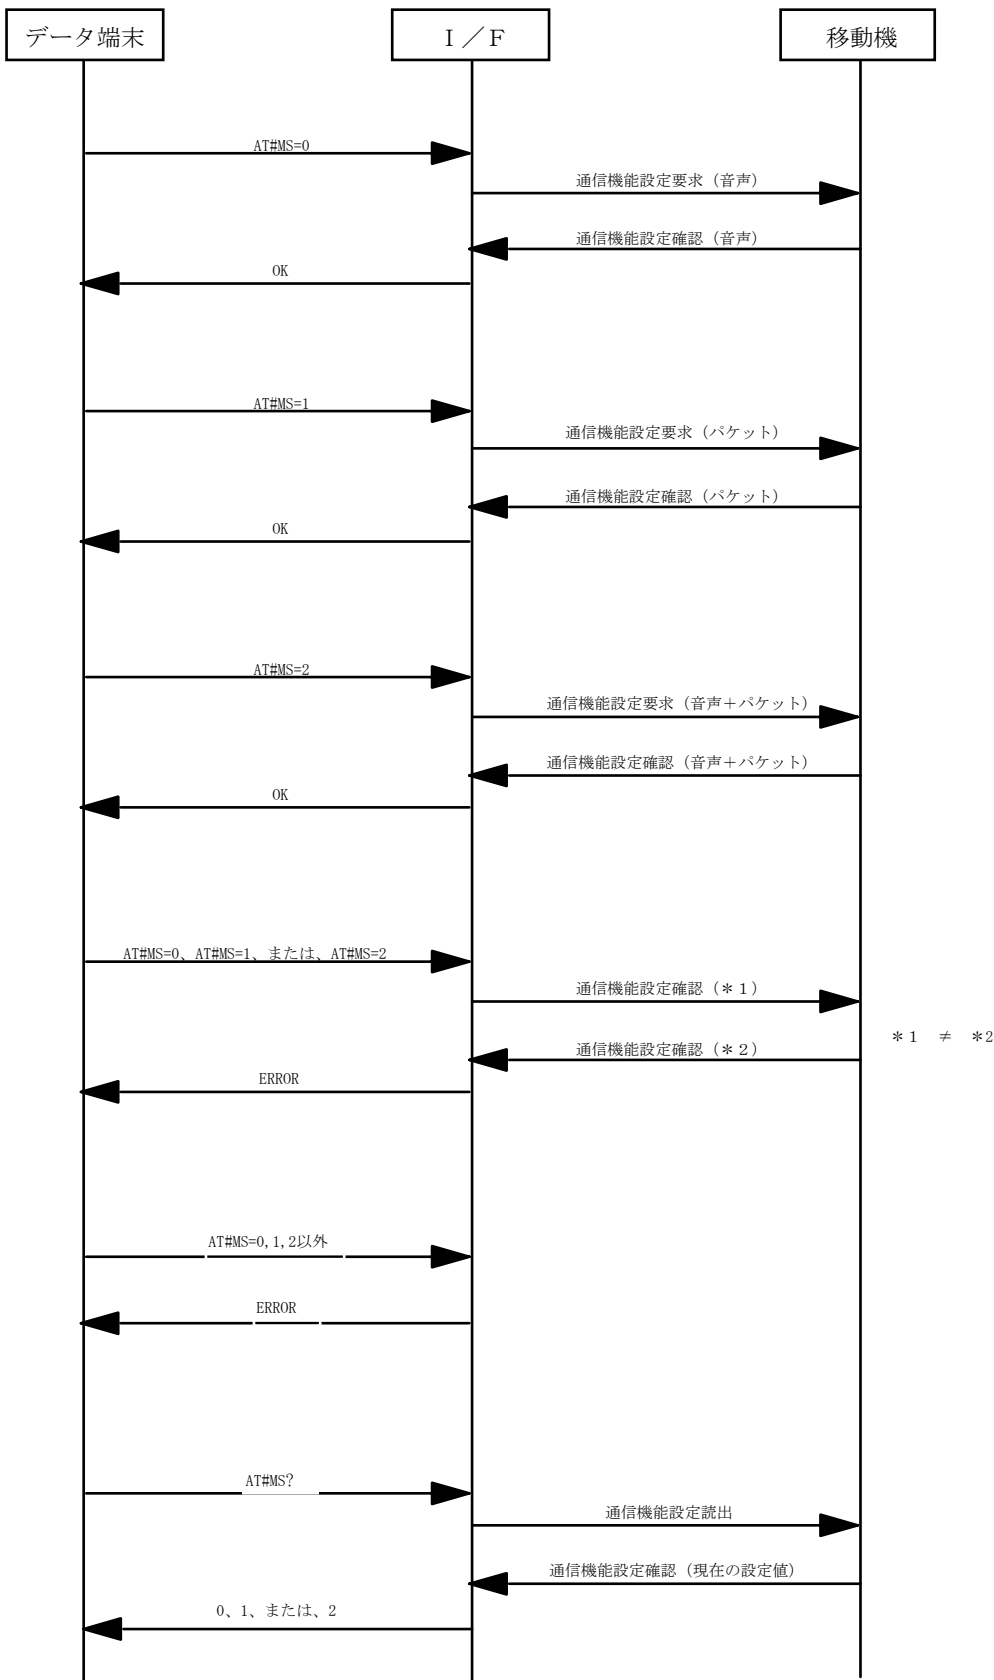 データ端末
Ｉ／Ｆ
移動機
AT#MS=0
通信機能設定要求（音声）
通信機能設定確認（音声）
OK
AT#MS=1
通信機能設定要求（パケット）
通信機能設定確認（パケット）
OK
AT#MS=2
通信機能設定要求（音声＋パケット）
通信機能設定確認（音声＋パケット）
OK
AT#MS=0、AT#MS=1、または、AT#MS=2
通信機能設定確認（＊１）
＊１　≠　＊2
通信機能設定確認（＊２）
ERROR
AT#MS=0,1,2以外
ERROR
AT#MS?
通信機能設定読出
通信機能設定確認（現在の設定値）
0、1、または、2